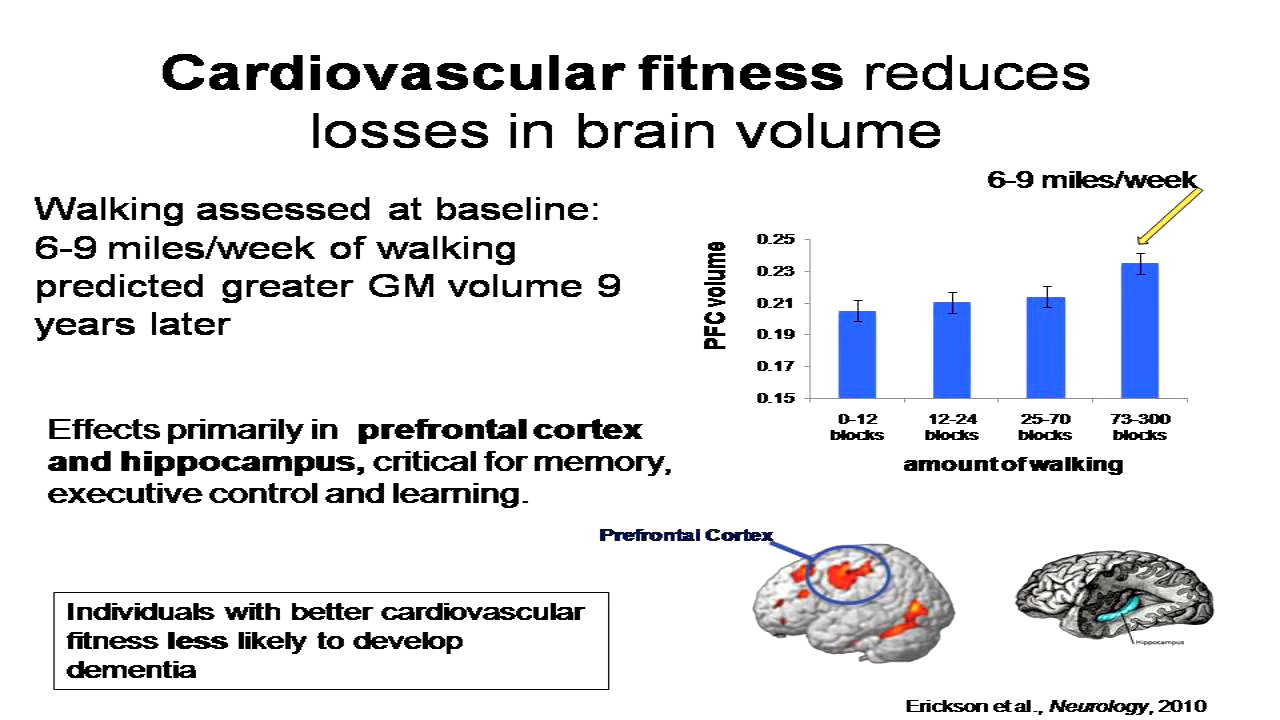 Cardiovascular fitness reduces
losses in brain volume
Walking assessed at baseline:
6-9 miles/week of walking
predicted greater GM volume 9
years later
Effects primarily in prefrontal cortex
and hippocampus, critical for memory,
executive control and learning.
Individuals with better cardiovascular
fitness less likely to develop
dementia
6-9 miles/week
PFC volume
0.25
0.23
0.21
0.19
0.17
0.15
0-12 12-24 25-70 73-300
blocks blocks blocks blocks
amount of walking
Prefrontal Cortex
Hippocampus
Erickson et al., Neurology, 2010